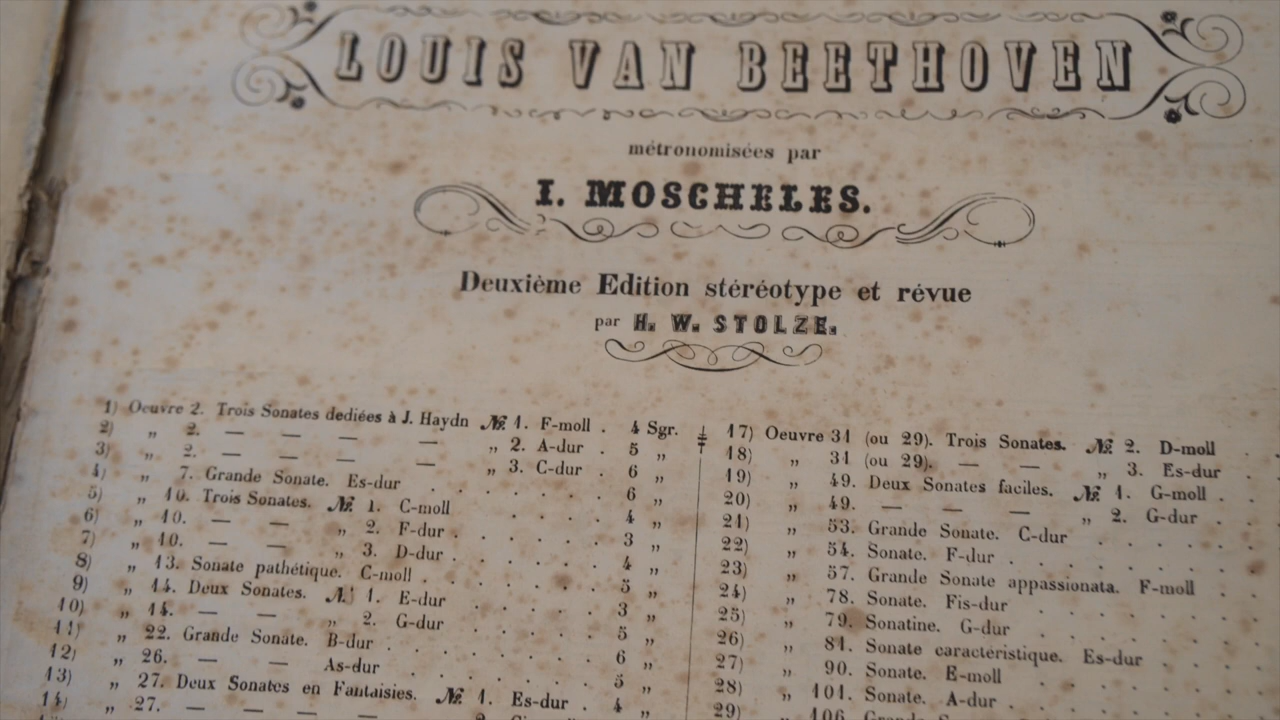 LOUIS VAN BEETHOVEN
métronomisées par
I. MOSCHELES.
Deuxième Edition stéréotype et révue
par H. W. STOLZE.
1) Oeuvre 2. Trois Sonates dediées à J. Haydn №. 1. F-moll . 4 Sgr.
2) „ 2. — — — — „ 2. A-dur . 5 „
3) „ 2. — — — — „ 3. C-dur . 6 „
4) „ 7. Grande Sonate. Es-dur . . . . . . . 6 „
5) „ 10. Trois Sonates. №. 1. C-moll . . . . 4 „
6) „ 10. — — „ 2. F-dur . . . . . 3 „
7) „ 10. — — „ 3. D-dur . . . . . 5 „
8) „ 13. Sonate pathétique. C-moll . . . . . . 5 „
9) „ 14. Deux Sonates. №. 1. E-dur . . . . 3 „
10) „ 14. — — „ 2. G-dur . . . . 5 „
11) „ 22. Grande Sonate. B-dur . . . . . . . 6 „
12) „ 26. — — As-dur . . . . . . 5 „
13) „ 27. Deux Sonates en Fantaisies. №. 1. Es-dur . 4 „
14) „ 27. — — — —
17) Oeuvre 31 (ou 29). Trois Sonates. №. 2. D-moll . .
18) „ 31 (ou 29). — — „ 3. Es-dur . .
19) „ 49. Deux Sonates faciles. №. 1. G-moll . .
20) „ 49. — — — „ 2. G-dur . .
21) „ 53. Grande Sonate. C-dur . . . . .
22) „ 54. Sonate. F-dur . . . . . . .
23) „ 57. Grande Sonate appassionata. F-moll . .
24) „ 78. Sonate. Fis-dur . . . . . .
25) „ 79. Sonatine. G-dur . . . . . .
26) „ 81. Sonate caractéristique. Es-dur . . .
27) „ 90. Sonate. E-moll . . . . . .
28) „ 101. Sonate. A-dur . . . . . .
29) „ 106. Grande